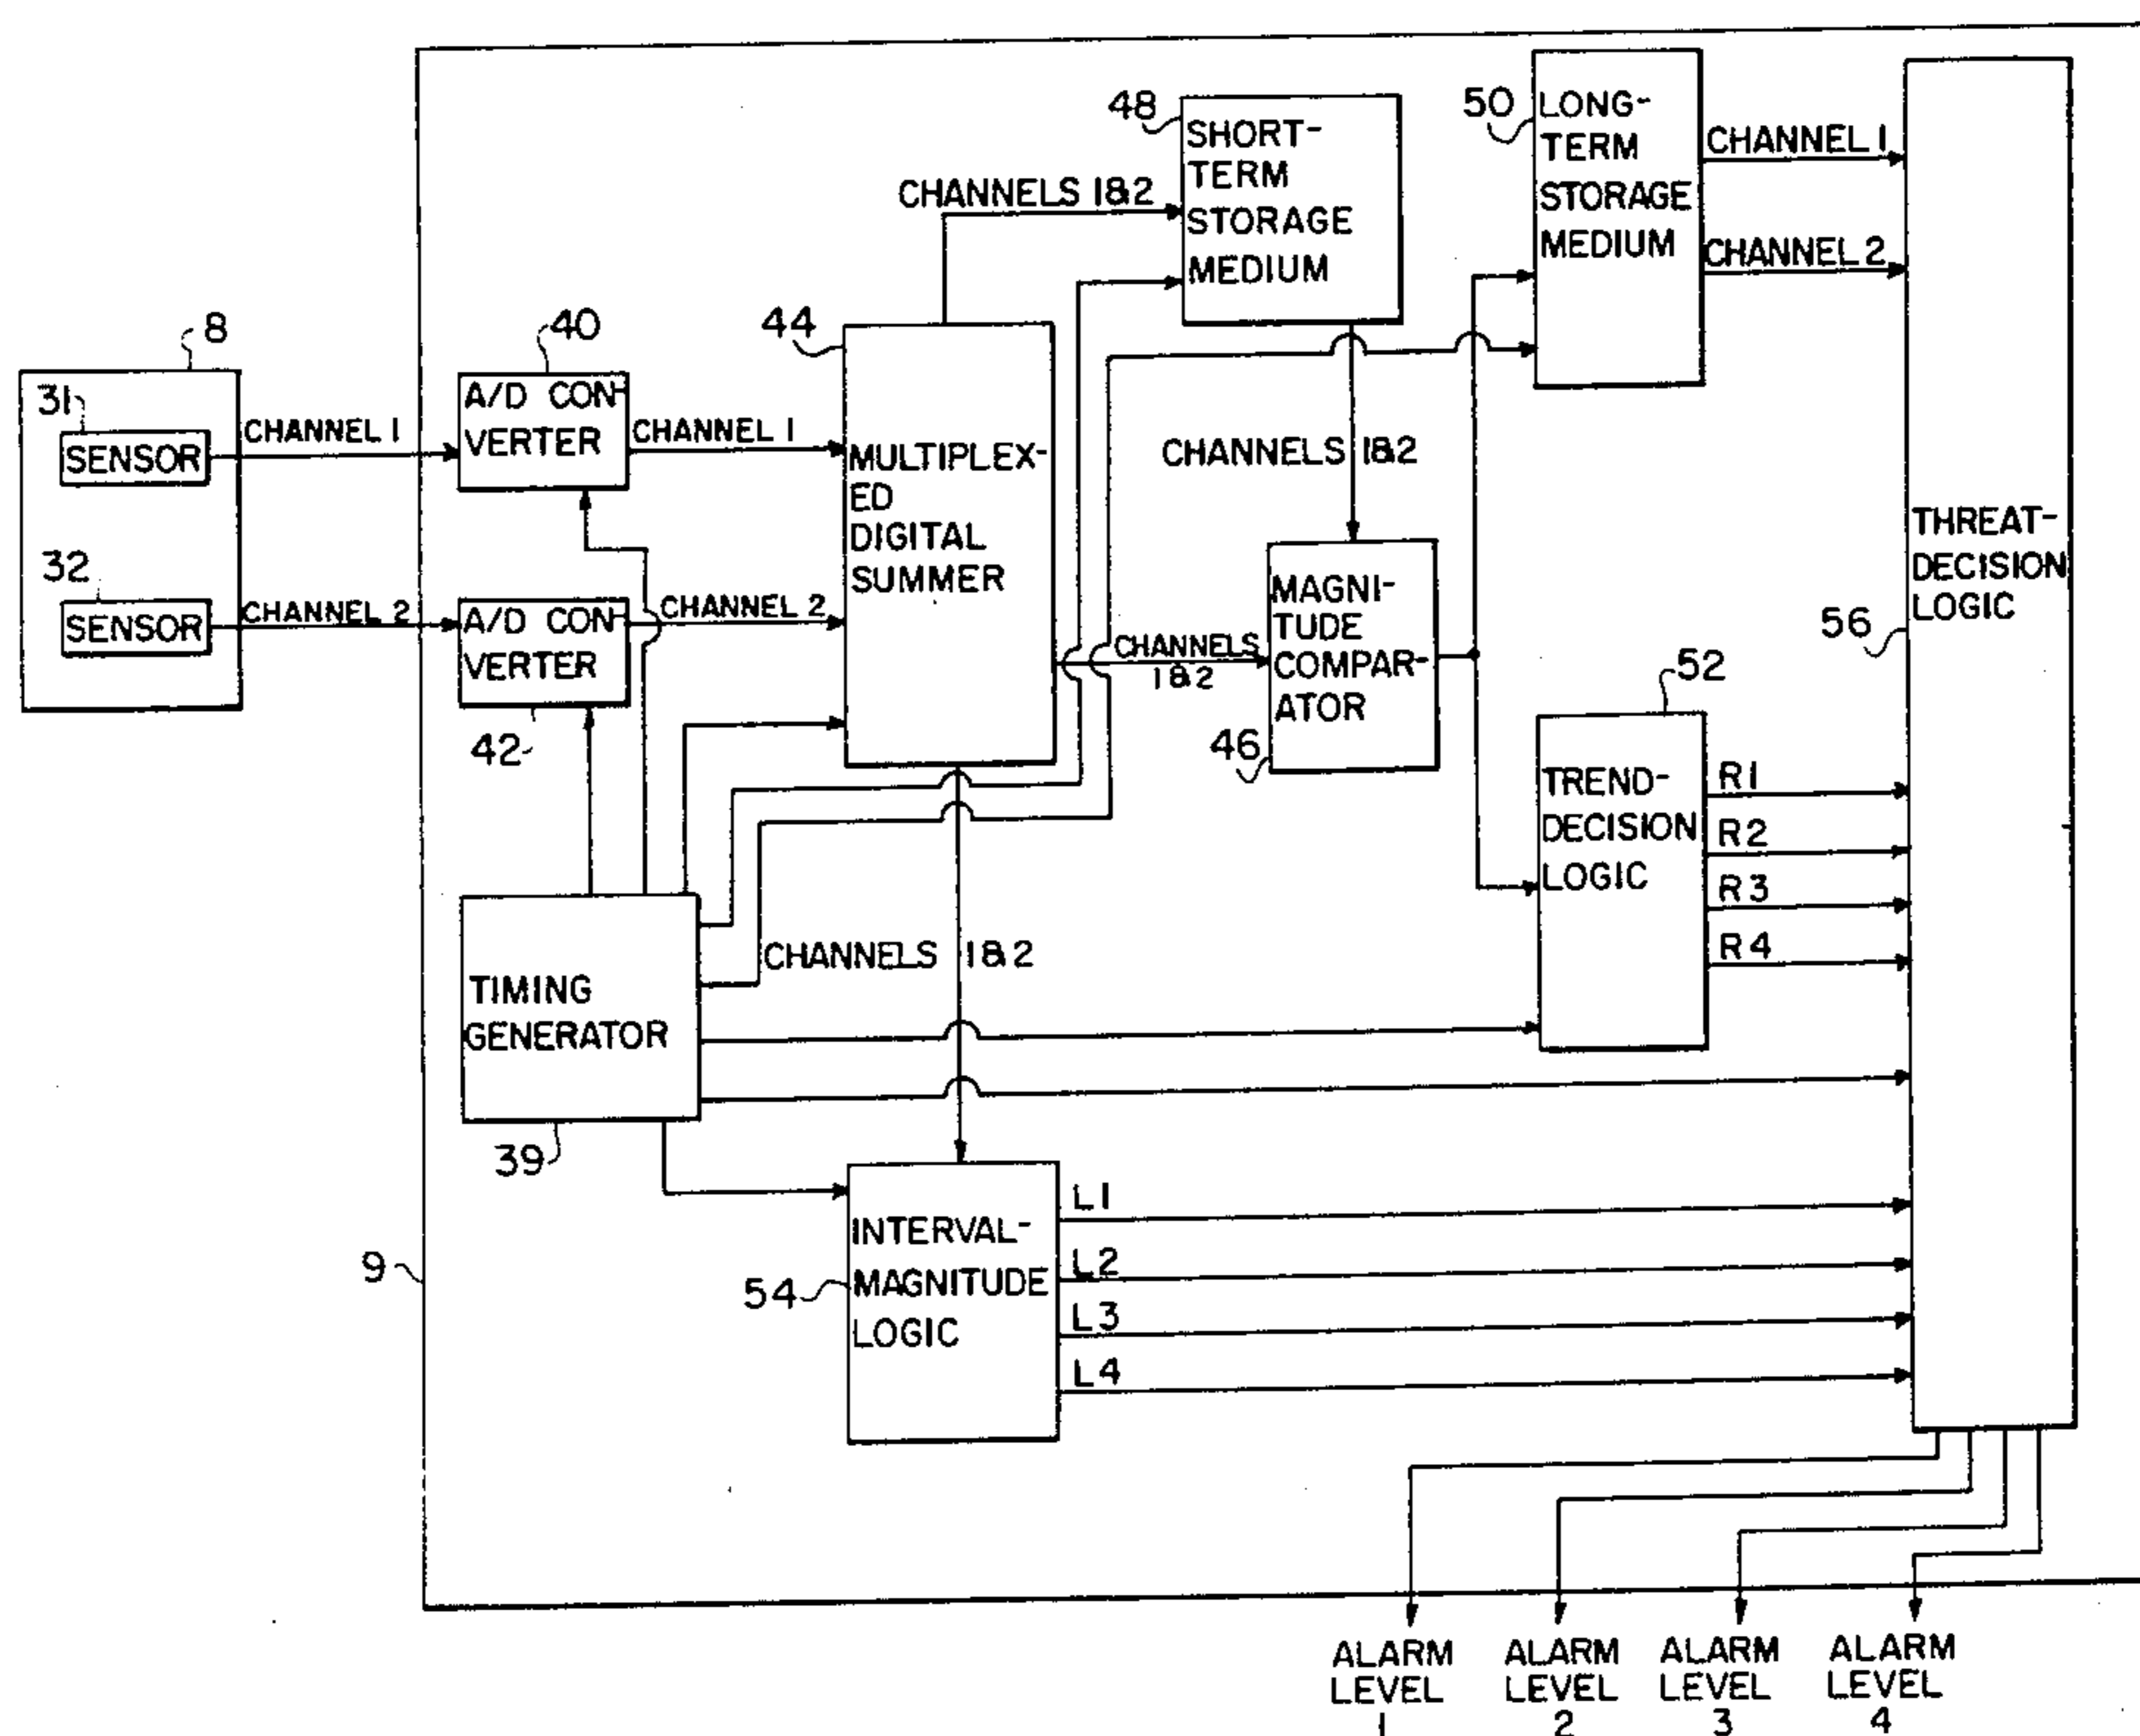 8
31
SENSOR
CHANNEL 1
32
SENSOR
CHANNEL 2
9
40
A/D CON-
VERTER
CHANNEL 1
A/D CON-
VERTER
42
CHANNEL 2
44
MULTIPLEX-
ED
DIGITAL
SUMMER
CHANNELS 1&2
48
SHORT-
TERM
STORAGE
MEDIUM
CHANNELS 1&2
CHANNELS
1&2
MAGNI-
TUDE
COMPAR-
ATOR
46
50
LONG-
TERM
STORAGE
MEDIUM
CHANNEL 1
CHANNEL 2
THREAT-
DECISION
LOGIC
56
52
TREND-
DECISION
LOGIC
R1
R2
R3
R4
TIMING
GENERATOR
39
CHANNELS 1&2
INTERVAL-
MAGNITUDE
LOGIC
54
L1
L2
L3
L4
ALARM
LEVEL
1
ALARM
LEVEL
2
ALARM
LEVEL
3
ALARM
LEVEL
4